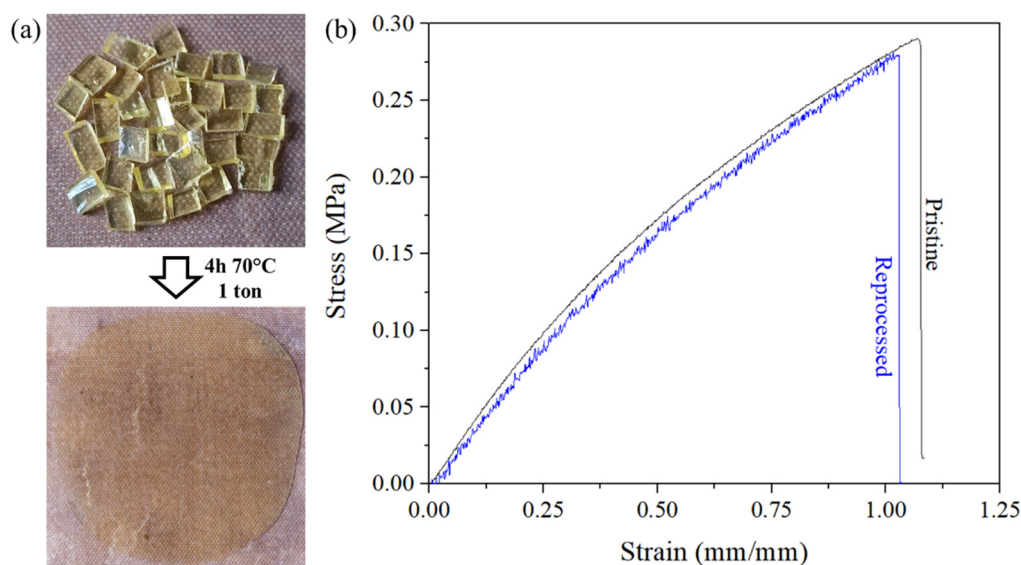 (a)
4h 70°C
1 ton
(b)
0.30
0.25
0.20
0.15
0.10
0.05
0.00
Stress (MPa)
Pristine
Reprocessed
0.00 0.25 0.50 0.75 1.00 1.25
Strain (mm/mm)